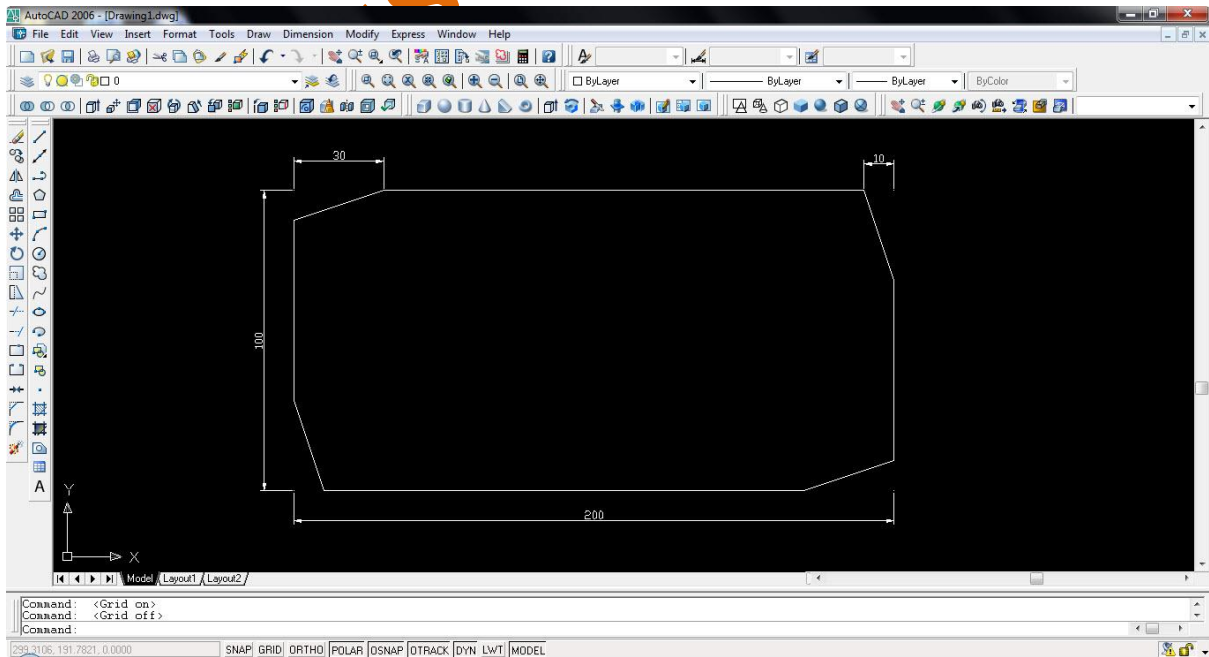 AutoCAD 2006 - [Drawing1.dwg]
File Edit View Insert Format Tools Draw Dimension Modify Express Window Help
0 ByLayer ByLayer ByLayer ByColor
30
10
100
200
A
Y
X
Model Layout1 Layout2
Command: <Grid on>
Command: <Grid off>
Command:
299.3106, 191.7821, 0.0000 SNAP GRID ORTHO POLAR OSNAP OTRACK DYN LWT MODEL